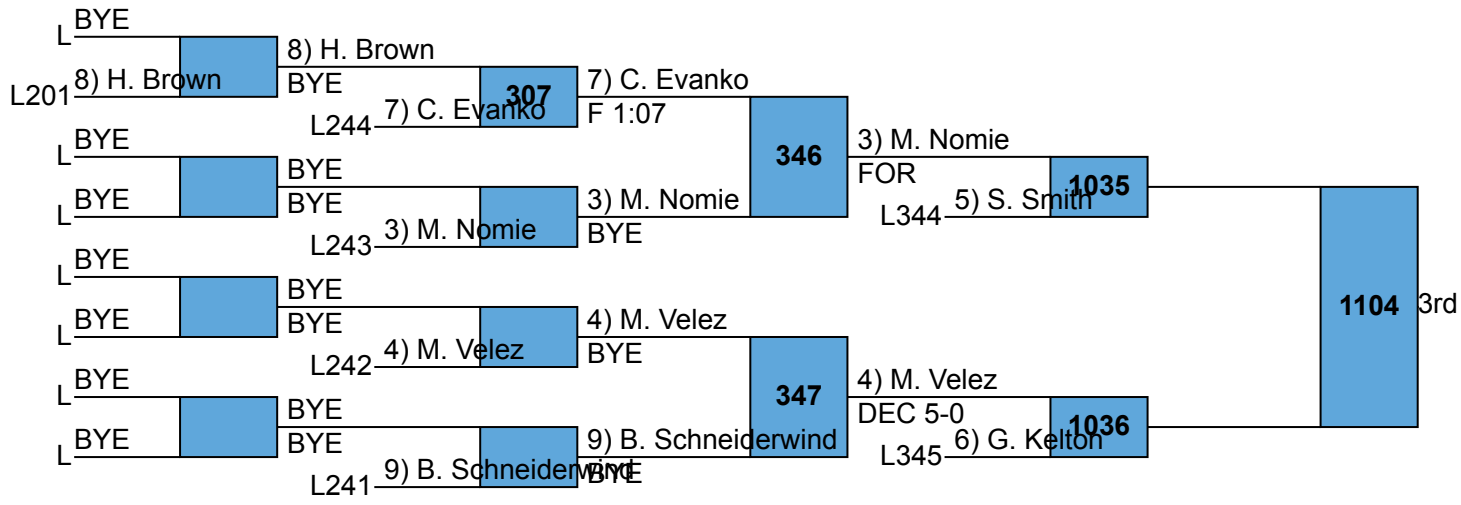 L BYE
L201 8) H. Brown
8) H. Brown
BYE
L244 7) C. Evanko
307
7) C. Evanko
F 1:07
L BYE
L BYE
BYE
BYE
L243 3) M. Nomie
3) M. Nomie
BYE
346
3) M. Nomie
FOR
L344 5) S. Smith
1035
L BYE
L BYE
BYE
BYE
L242 4) M. Velez
4) M. Velez
BYE
L BYE
L BYE
BYE
BYE
L241 9) B. Schneiderwind
9) B. Schneiderwind
BYE
347
4) M. Velez
DEC 5-0
L345 6) G. Kelton
1036
1104 3rd